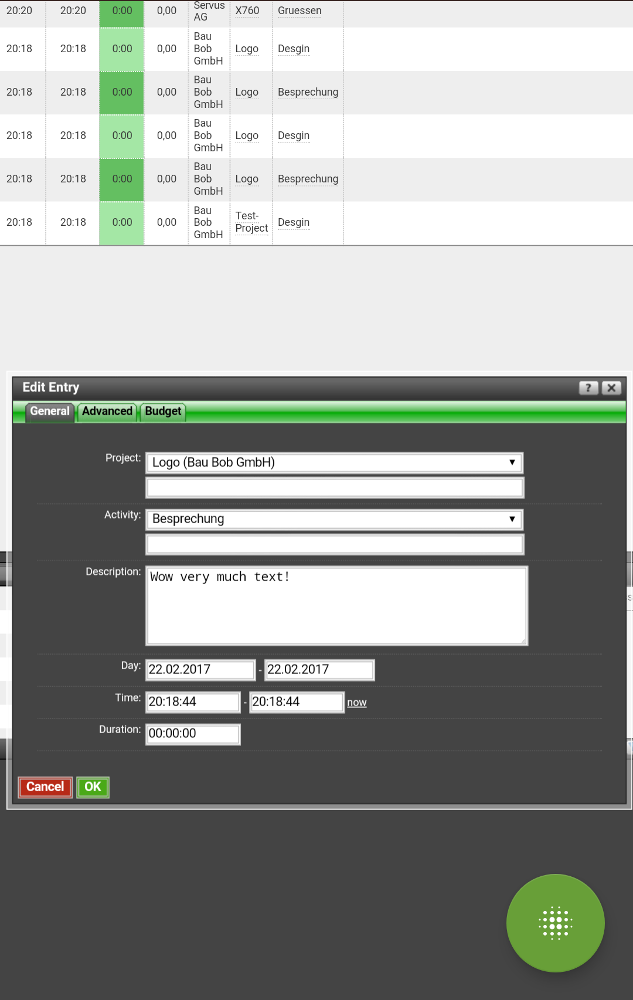 20:20 20:20 0:00 0,00 Servus AG X760 Gruessen
20:18 20:18 0:00 0,00 Bau Bob GmbH Logo Desgin
20:18 20:18 0:00 0,00 Bau Bob GmbH Logo Besprechung
20:18 20:18 0:00 0,00 Bau Bob GmbH Logo Desgin
20:18 20:18 0:00 0,00 Bau Bob GmbH Logo Besprechung
20:18 20:18 0:00 0,00 Bau Bob GmbH Test-Project Desgin
Edit Entry ?
General Advanced Budget
Project: Logo (Bau Bob GmbH)
Activity: Besprechung
Description: Wow very much text!
Day: 22.02.2017 - 22.02.2017
Time: 20:18:44 - 20:18:44 now
Duration: 00:00:00
Cancel OK